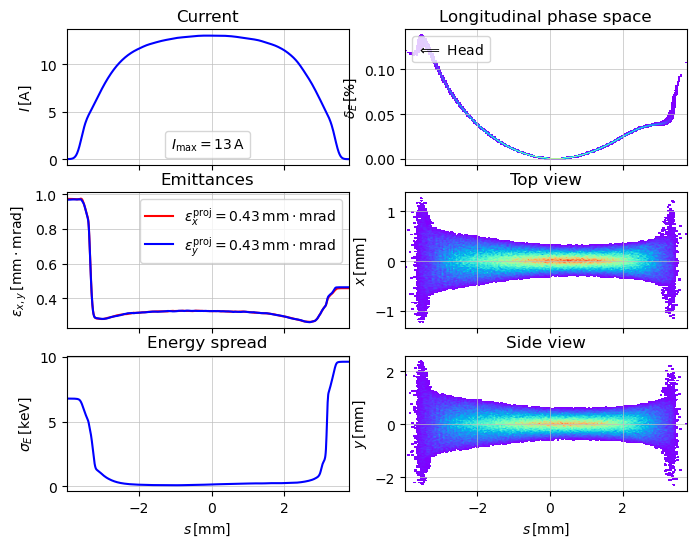 Current
I [A]
10
5
0
I_max = 13 A
Longitudinal phase space
δ_E [%]
0.10
0.05
0.00
⟸ Head
Emittances
ε_x,y [mm · mrad]
1.0
0.8
0.6
0.4
ε_x^proj = 0.43 mm · mrad
ε_y^proj = 0.43 mm · mrad
Top view
x [mm]
1
0
−1
Energy spread
σ_E [keV]
10
5
0
−2 0 2
s [mm]
Side view
y [mm]
2
0
−2
−2 0 2
s [mm]